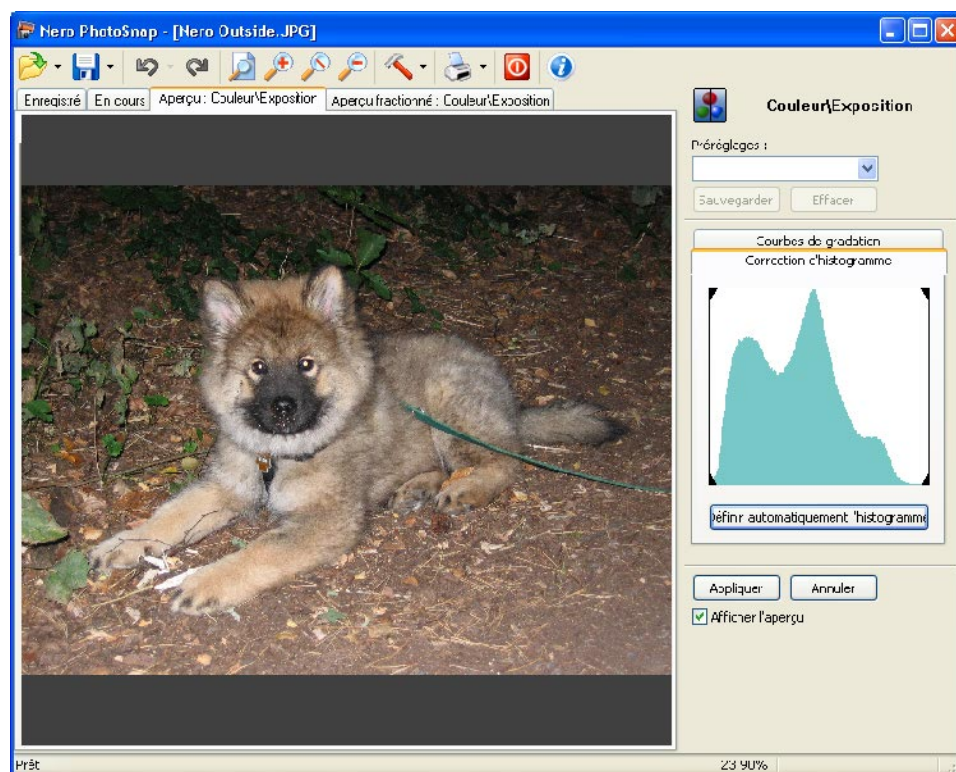 Nero PhotoSnap - [Nero Outside.JPG]
Enregistré En cours Aperçu : Couleur\Exposition Aperçu fractionné : Couleur\Exposition
Couleur\Exposition
Préréglages :
Sauvegarder Effacer
Courbes de gradation
Correction d'histogramme
Définir automatiquement l'histogramme
Appliquer Annuler
Afficher l'aperçu
Prêt 23.90%